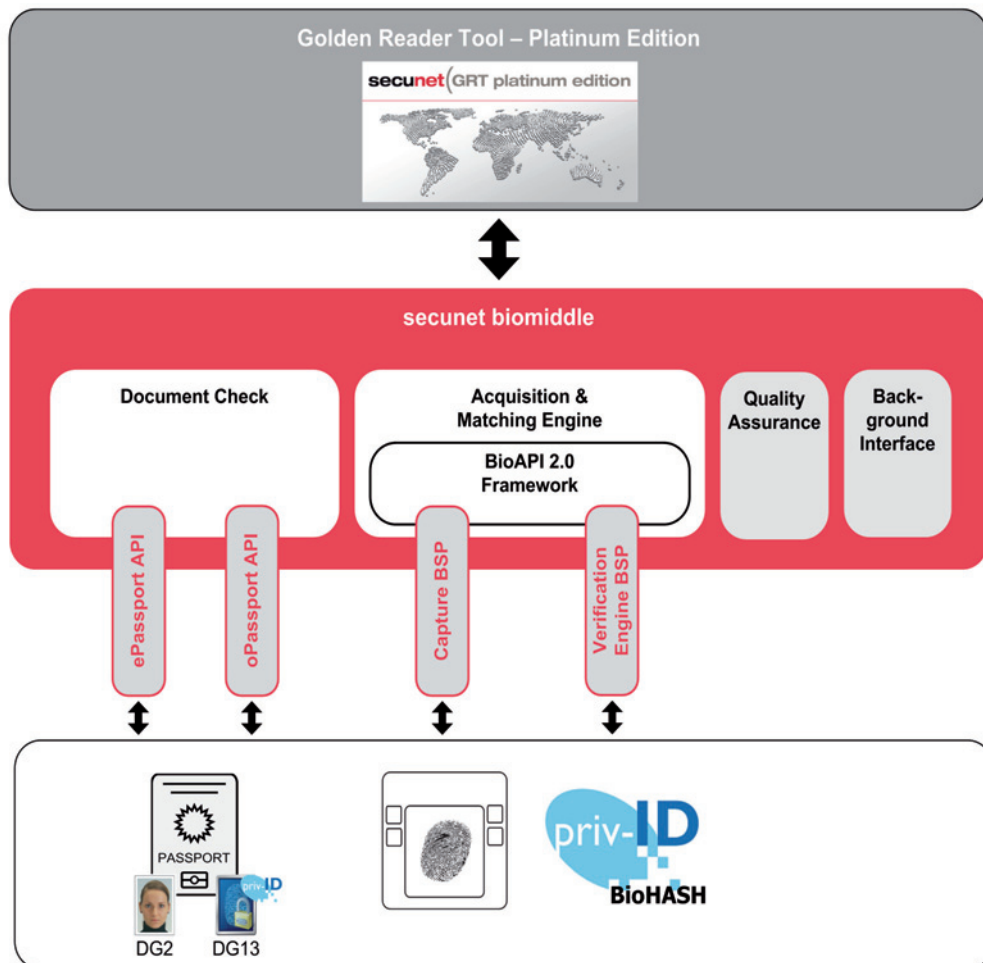 Golden Reader Tool – Platinum Edition
secunet GRT platinum edition
secunet biomiddle
Document Check
Acquisition &
Matching Engine
BioAPI 2.0
Framework
Quality
Assurance
Back-
ground
Interface
ePassport API
oPassport API
Capture BSP
Verification
Engine BSP
PASSPORT
priv-ID
DG2
DG13
priv-ID
BioHASH